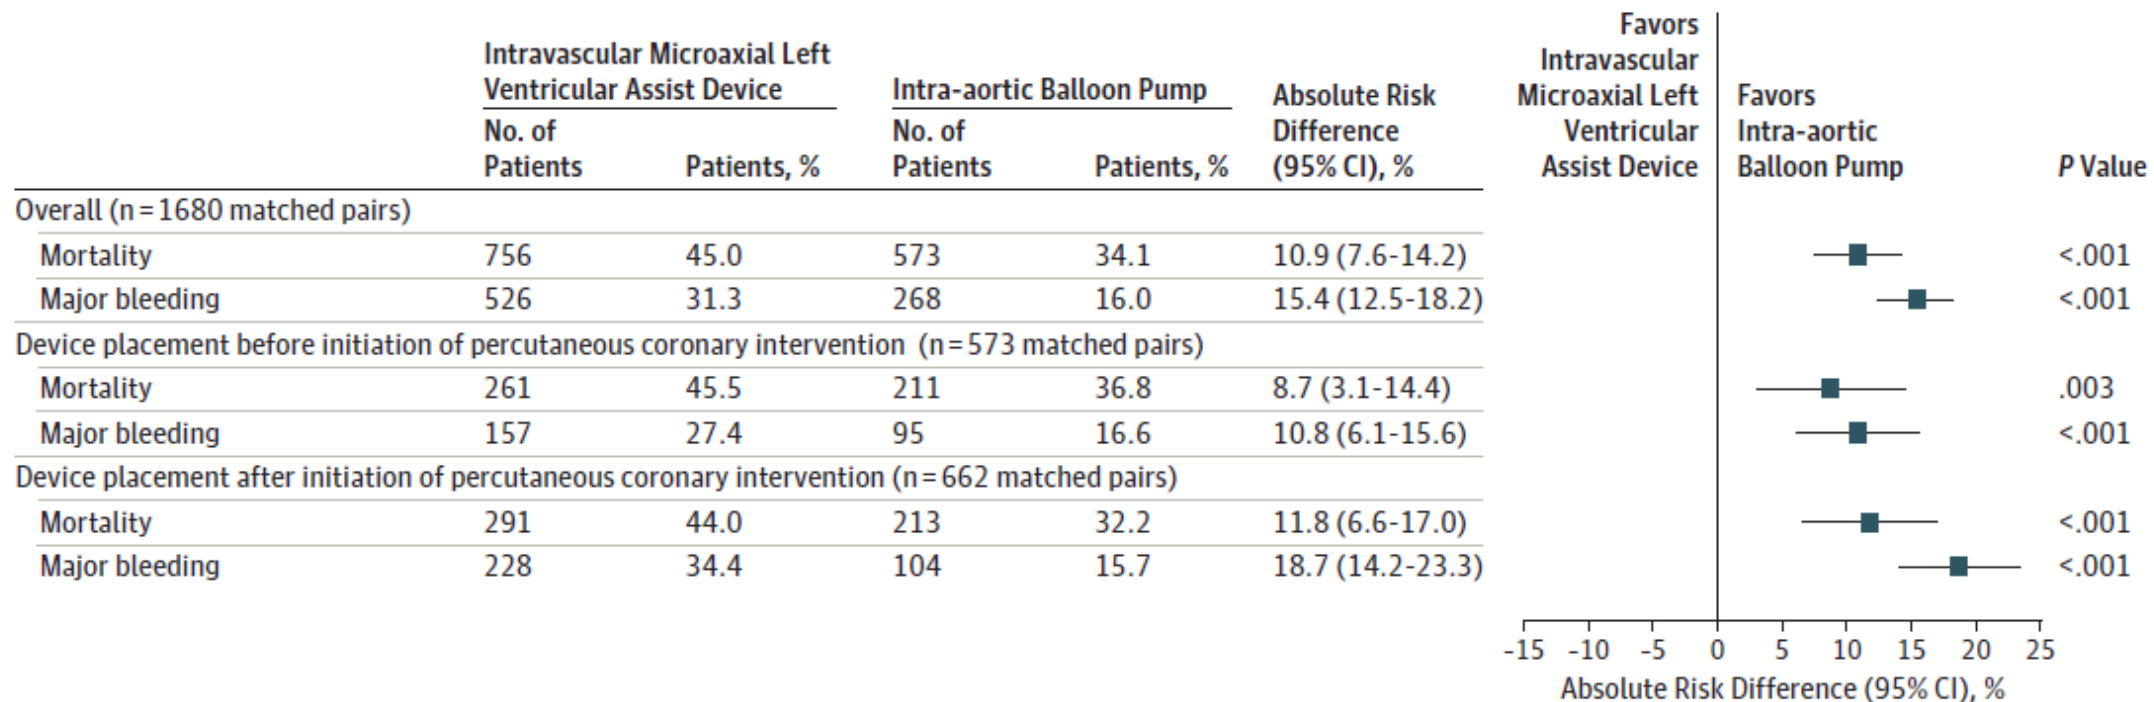 Intravascular Microaxial Left
Ventricular Assist Device
Intra-aortic Balloon Pump
No. of
Patients
Patients, %
No. of
Patients
Patients, %
Absolute Risk
Difference
(95% CI), %
Favors
Intravascular
Microaxial Left
Ventricular
Assist Device
Favors
Intra-aortic
Balloon Pump
P Value
Overall (n=1680 matched pairs)
Mortality 756 45.0 573 34.1 10.9 (7.6-14.2) <.001
Major bleeding 526 31.3 268 16.0 15.4 (12.5-18.2) <.001
Device placement before initiation of percutaneous coronary intervention (n=573 matched pairs)
Mortality 261 45.5 211 36.8 8.7 (3.1-14.4) .003
Major bleeding 157 27.4 95 16.6 10.8 (6.1-15.6) <.001
Device placement after initiation of percutaneous coronary intervention (n=662 matched pairs)
Mortality 291 44.0 213 32.2 11.8 (6.6-17.0) <.001
Major bleeding 228 34.4 104 15.7 18.7 (14.2-23.3) <.001
-15 -10 -5 0 5 10 15 20 25
Absolute Risk Difference (95% CI), %